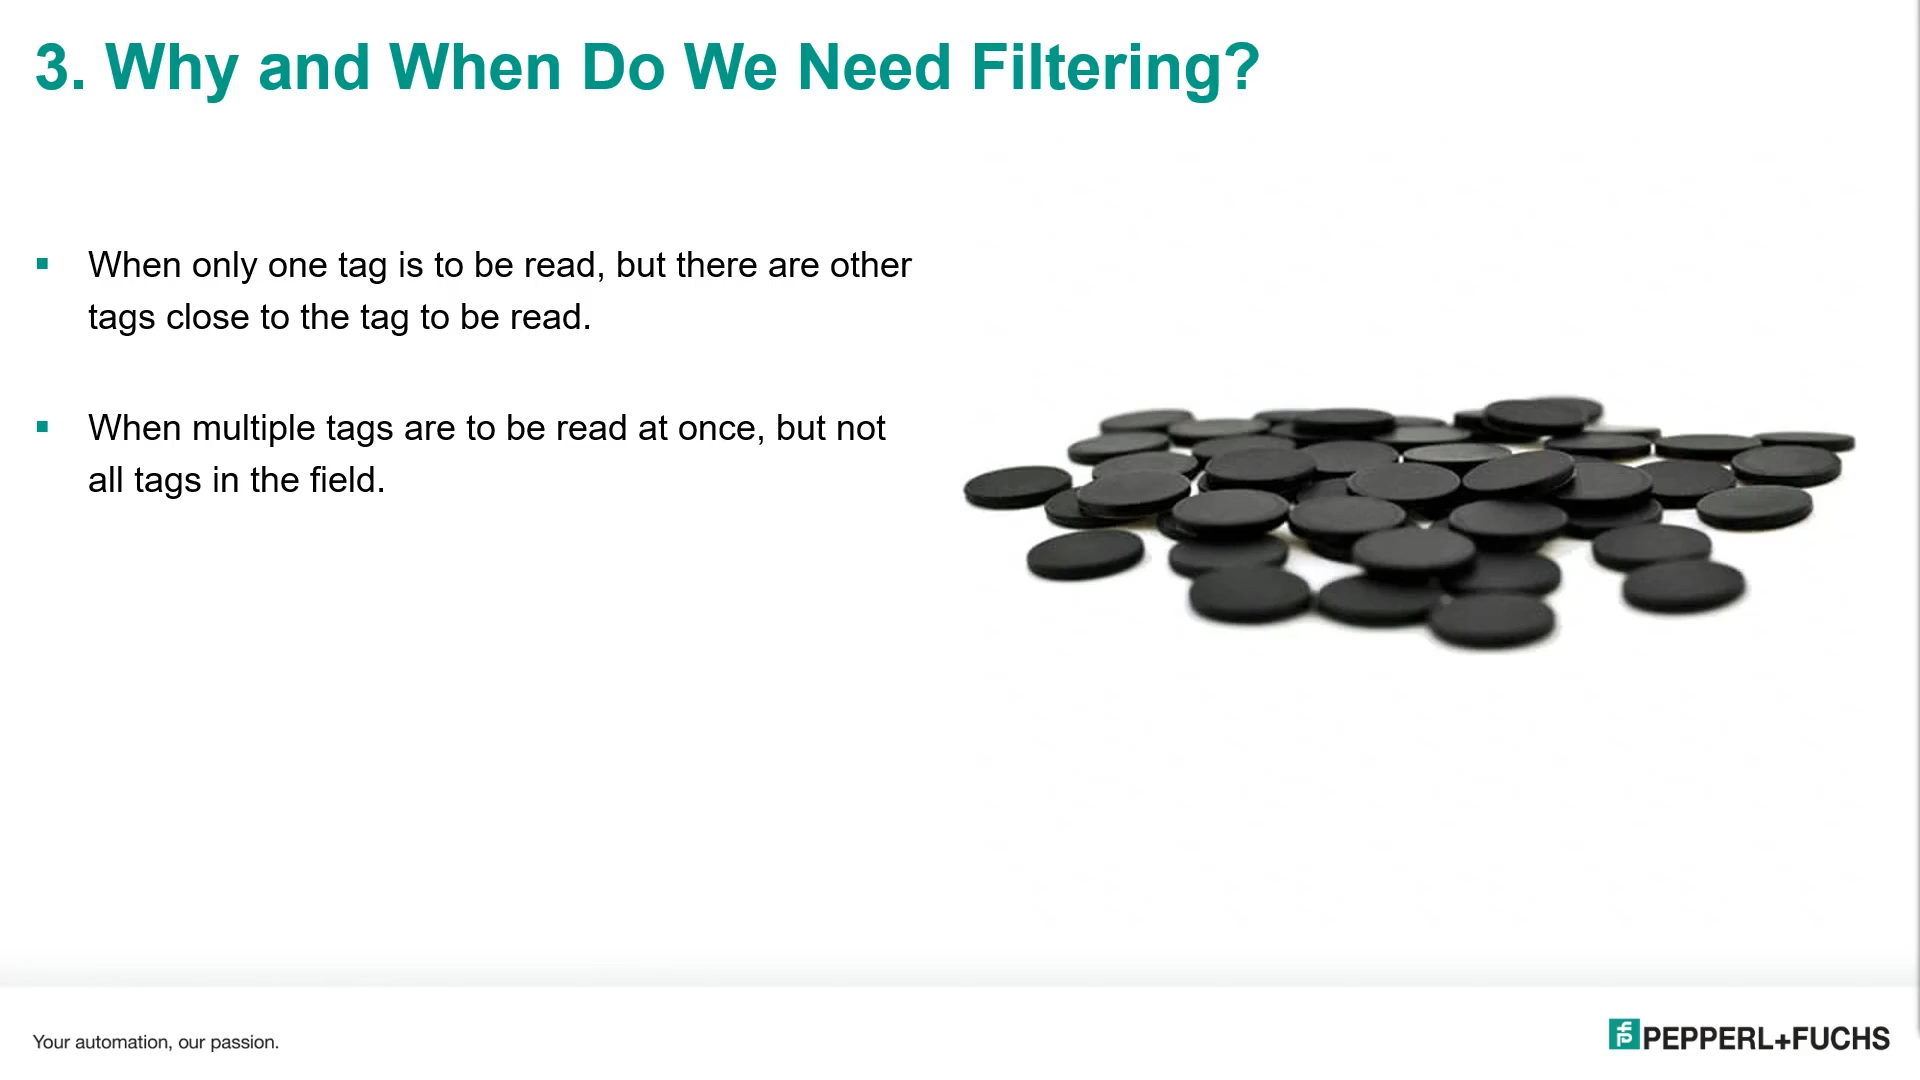 3. Why and When Do We Need Filtering?
When only one tag is to be read, but there are other
tags close to the tag to be read.
When multiple tags are to be read at once, but not
all tags in the field.
Your automation, our passion.
PEPPERL+FUCHS